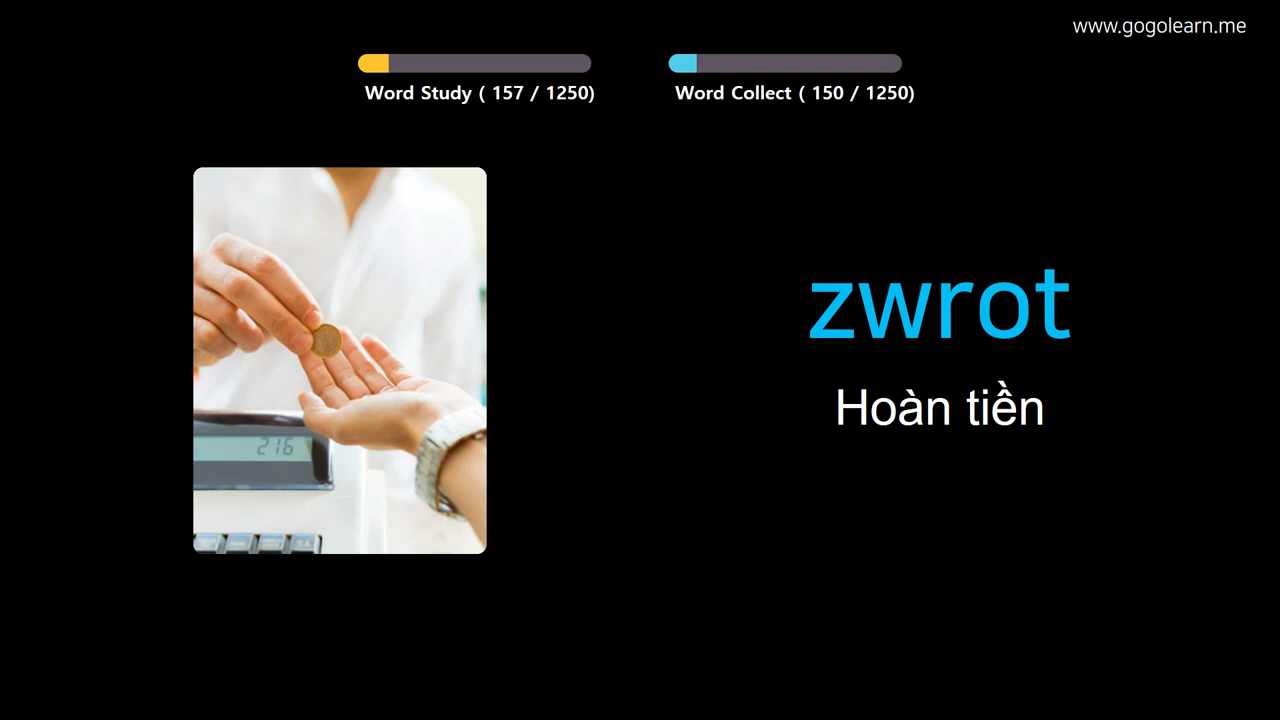 www.gogolearn.me
Word Study ( 157 / 1250)
Word Collect ( 150 / 1250)
zwrot
Hoàn tiền
216